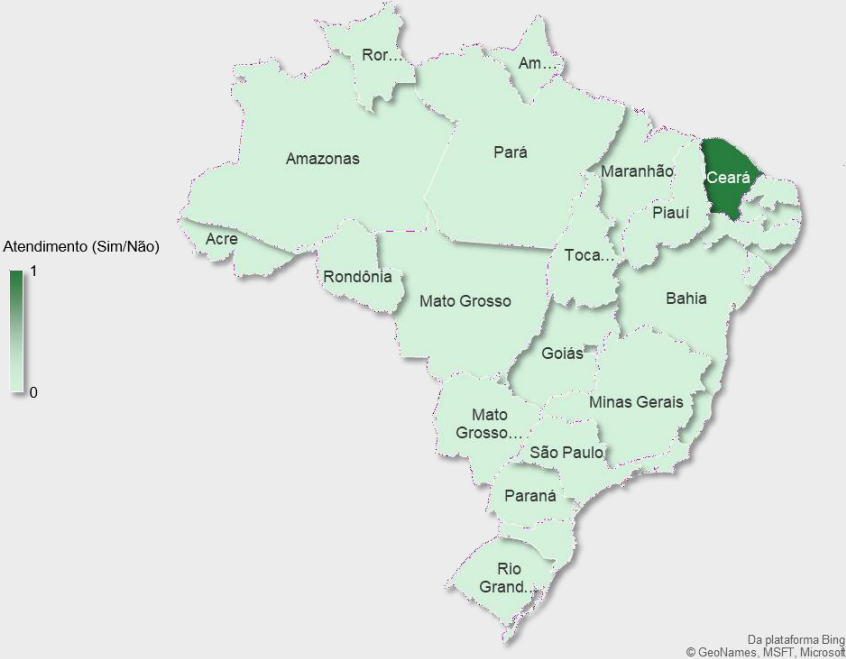 Ror...
Am...
Amazonas
Pará
Maranhão
Ceará
Piauí
Acre
Atendimento (Sim/Não)
Toca...
1
Rondônia
Mato Grosso
Bahia
Goiás
0
Minas Gerais
Mato
Grosso...
São Paulo
Paraná
Rio
Grand...
Da plataforma Bing
© GeoNames, MSFT, Microsoft